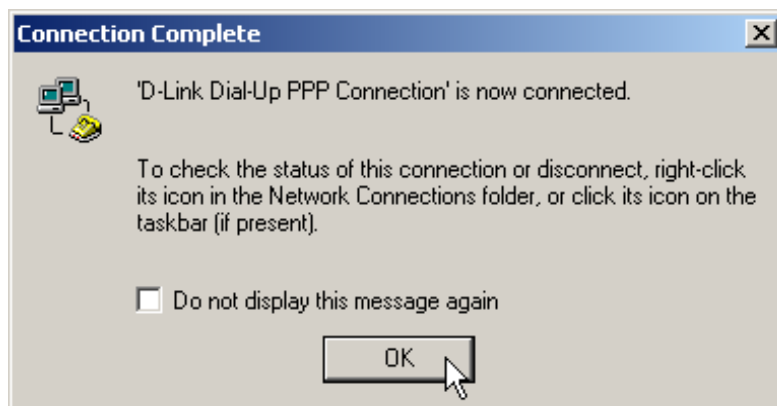 Connection Complete
'D-Link Dial-Up PPP Connection' is now connected.
To check the status of this connection or disconnect, right-click
its icon in the Network Connections folder, or click its icon on the
taskbar (if present).
Do not display this message again
OK